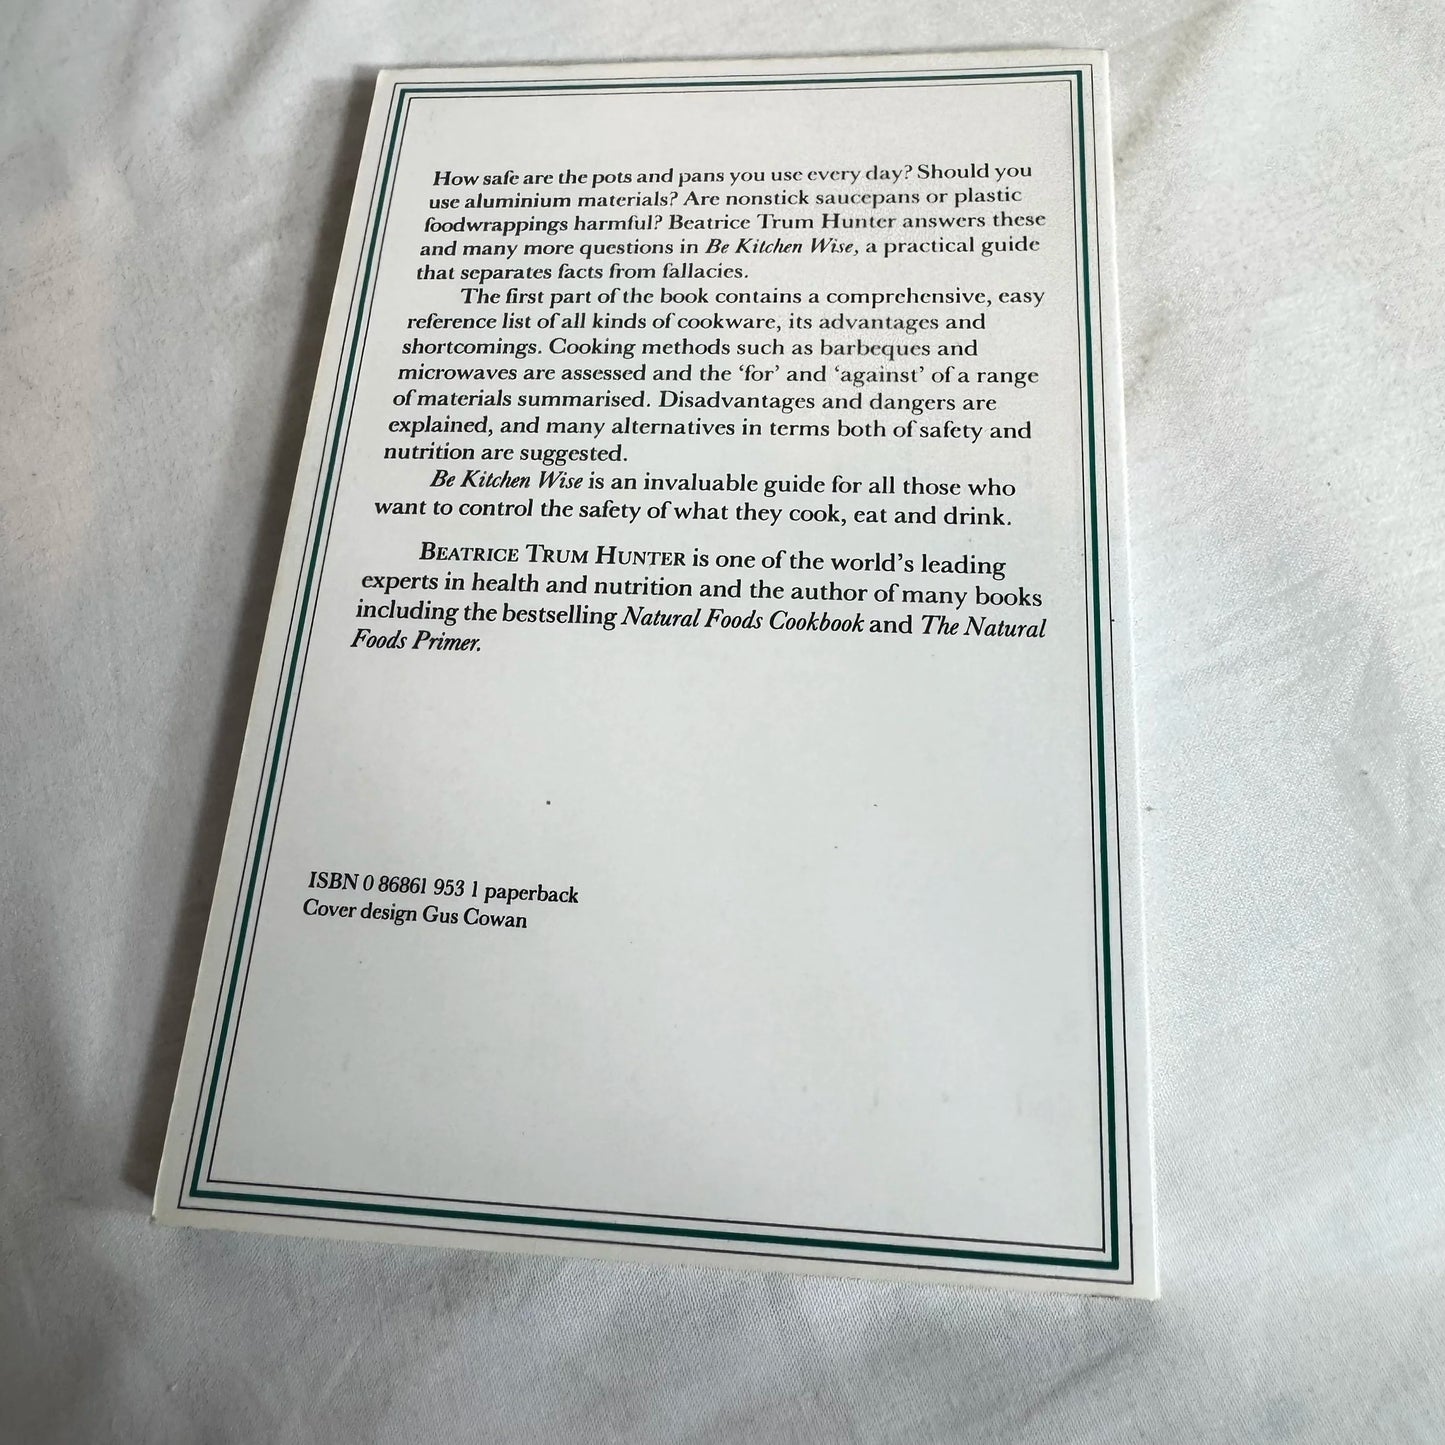 How safe are the pots and pans you use every day? Should you
use aluminium materials? Are nonstick saucepans or plastic
foodwrappings harmful? Beatrice Trum Hunter answers these
and many more questions in Be Kitchen Wise, a practical guide
that separates facts from fallacies.
The first part of the book contains a comprehensive, easy
reference list of all kinds of cookware, its advantages and
shortcomings. Cooking methods such as barbeques and
microwaves are assessed and the ‘for’ and ‘against’ of a range
of materials summarised. Disadvantages and dangers are
explained, and many alternatives in terms both of safety and
nutrition are suggested.
Be Kitchen Wise is an invaluable guide for all those who
want to control the safety of what they cook, eat and drink.
BEATRICE TRUM HUNTER is one of the world’s leading
experts in health and nutrition and the author of many books
including the bestselling Natural Foods Cookbook and The Natural
Foods Primer.
ISBN 0 86861 953 1 paperback
Cover design Gus Cowan